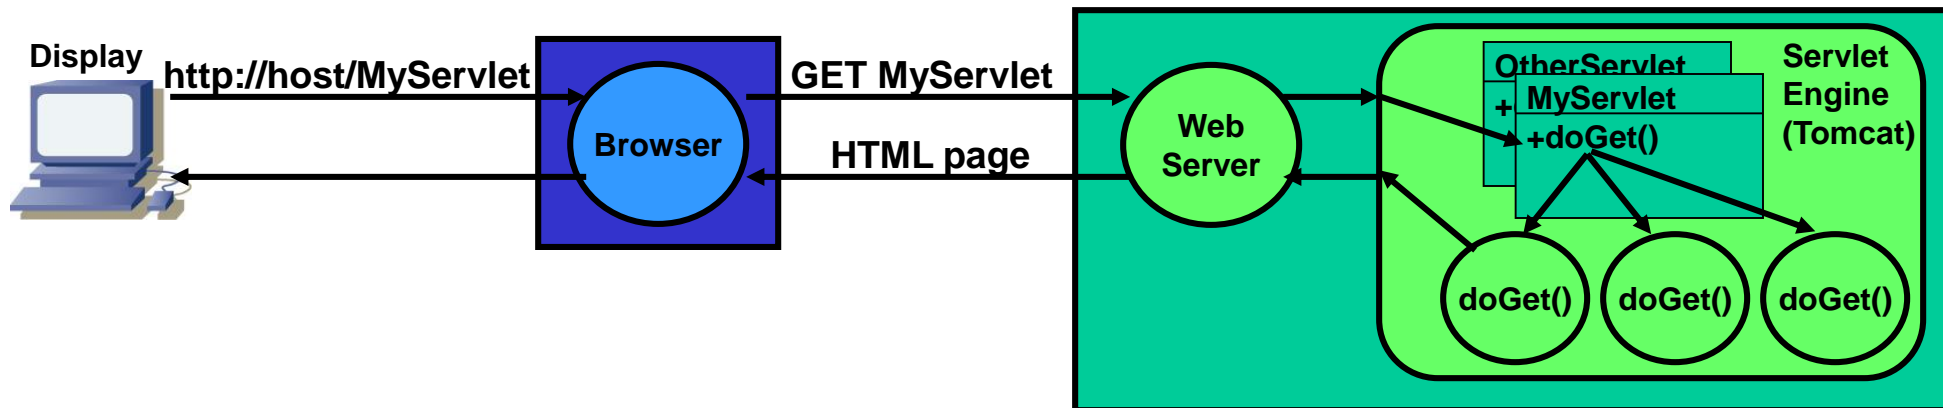 Display
http://host/MyServlet
Browser
GET MyServlet
HTML page
Web
Server
OtherServlet
MyServlet
+doGet()
Servlet
Engine
(Tomcat)
doGet()
doGet()
doGet()